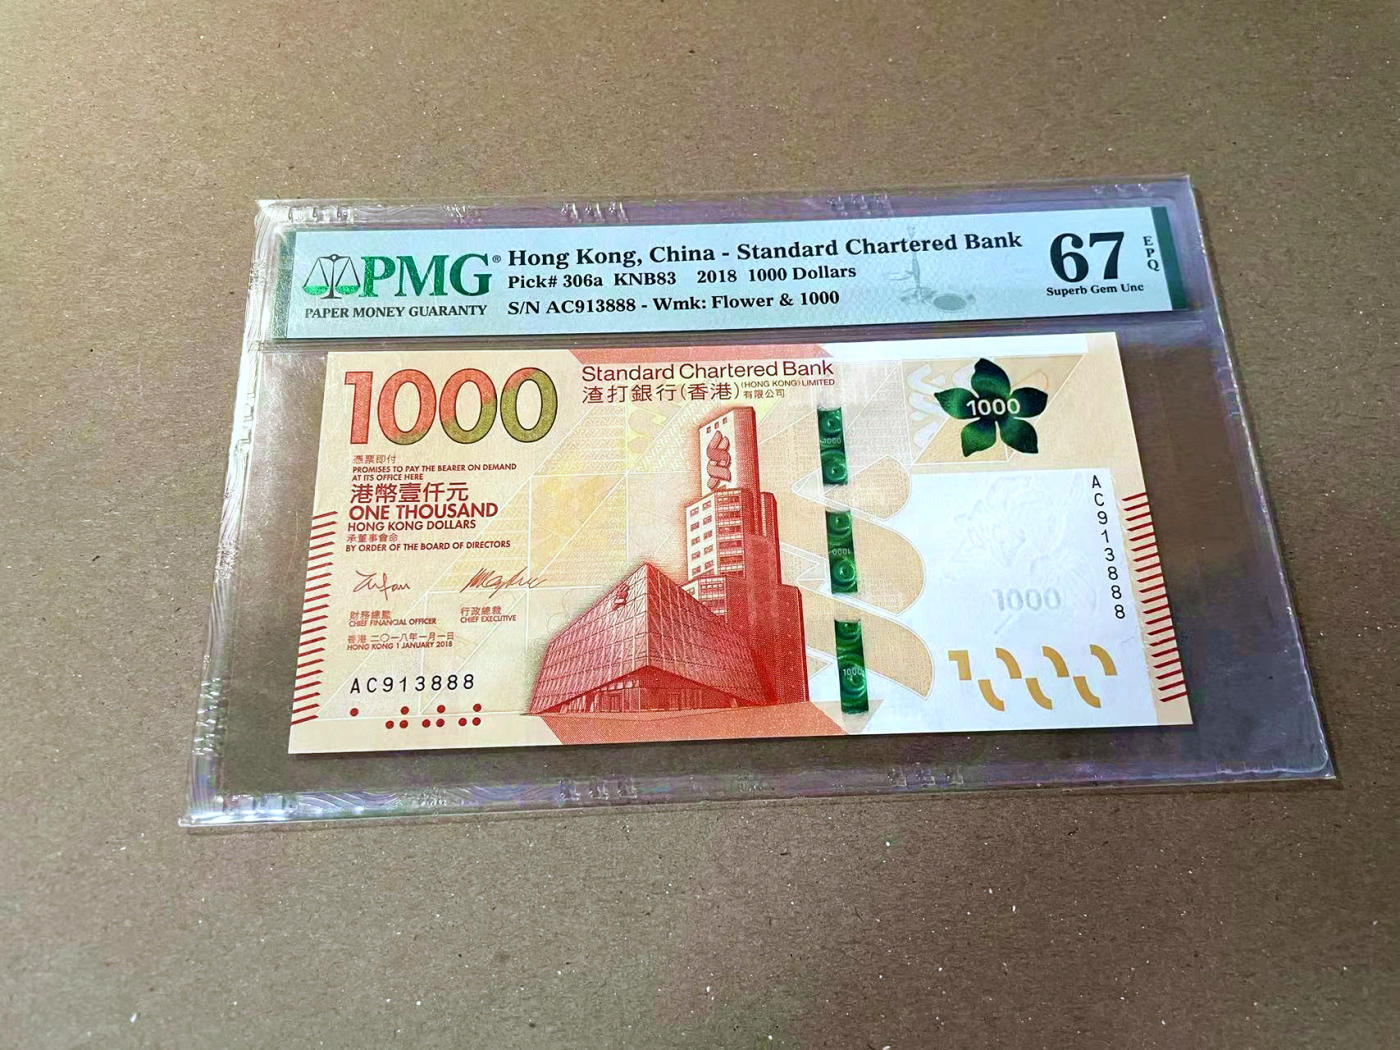 PMG®
PAPER MONEY GUARANTY
Hong Kong, China - Standard Chartered Bank
Pick# 306a KNB83 2018 1000 Dollars
S/N AC913888 - Wmk: Flower & 1000
67
EPQ
Superb Gem Unc
1000
Standard Chartered Bank
渣打銀行(香港)
(HONG KONG) LIMITED
有限公司
憑票即付
PROMISES TO PAY THE BEARER ON DEMAND
AT ITS OFFICE HERE
港幣壹仟元
ONE THOUSAND
HONG KONG DOLLARS
承董事會命
BY ORDER OF THE BOARD OF DIRECTORS
財務總監
CHIEF FINANCIAL OFFICER
行政總裁
CHIEF EXECUTIVE
香港 二〇一八年一月一日
HONG KONG 1 JANUARY 2018
AC913888
1000
1000
1000
1000
AC913888
1000
1000